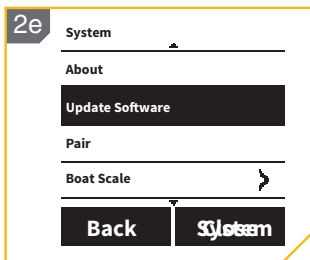 2e
System
About
Update Software
Pair
Boat Scale
Back